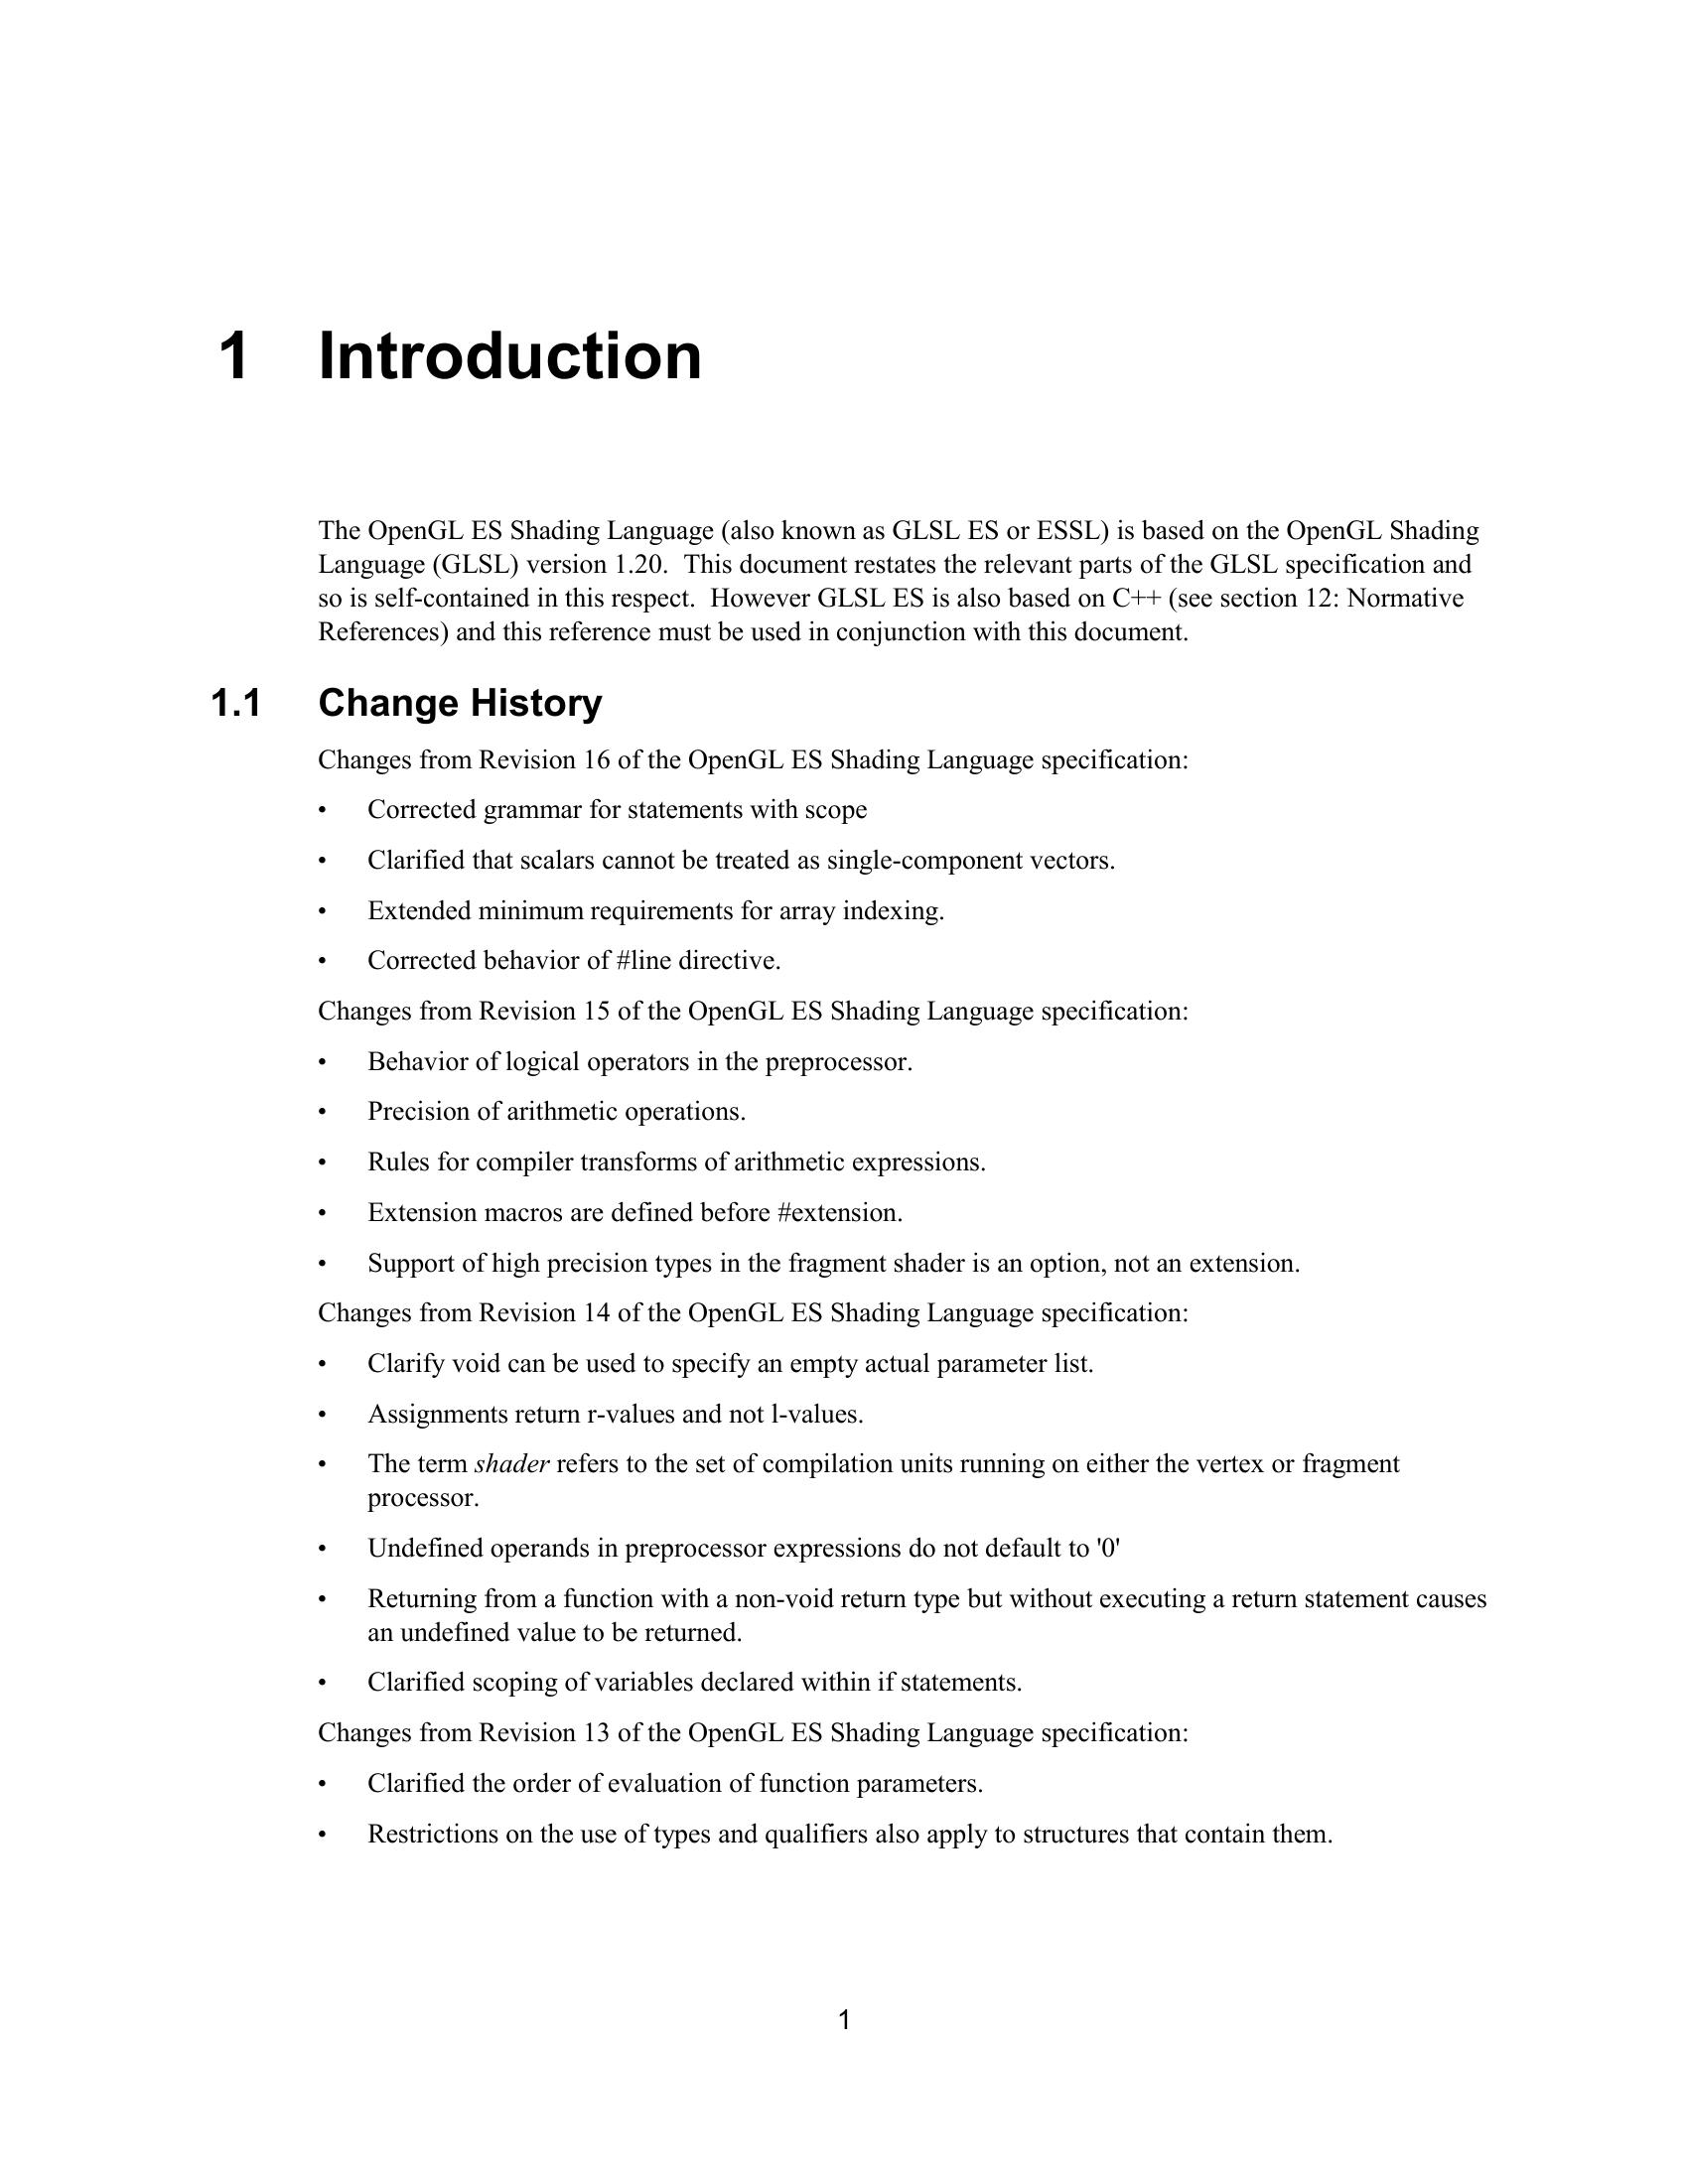 1 Introduction
The OpenGL ES Shading Language (also known as GLSL ES or ESSL) is based on the OpenGL Shading
Language (GLSL) version 1.20.  This document restates the relevant parts of the GLSL specification and
so is self-contained in this respect.  However GLSL ES is also based on C++ (see section 12: Normative
References) and this reference must be used in conjunction with this document.
1.1 Change History
Changes from Revision 16 of the OpenGL ES Shading Language specification:
• Corrected grammar for statements with scope
• Clarified that scalars cannot be treated as single-component vectors.
• Extended minimum requirements for array indexing.
• Corrected behavior of #line directive.
Changes from Revision 15 of the OpenGL ES Shading Language specification:
• Behavior of logical operators in the preprocessor.
• Precision of arithmetic operations.
• Rules for compiler transforms of arithmetic expressions.
• Extension macros are defined before #extension.
• Support of high precision types in the fragment shader is an option, not an extension.
Changes from Revision 14 of the OpenGL ES Shading Language specification:
• Clarify void can be used to specify an empty actual parameter list.
• Assignments return r-values and not l-values.
• The term shader refers to the set of compilation units running on either the vertex or fragment
processor.
• Undefined operands in preprocessor expressions do not default to '0'
• Returning from a function with a non-void return type but without executing a return statement causes
an undefined value to be returned.
• Clarified scoping of variables declared within if statements.
Changes from Revision 13 of the OpenGL ES Shading Language specification:
• Clarified the order of evaluation of function parameters.
• Restrictions on the use of types and qualifiers also apply to structures that contain them.
1